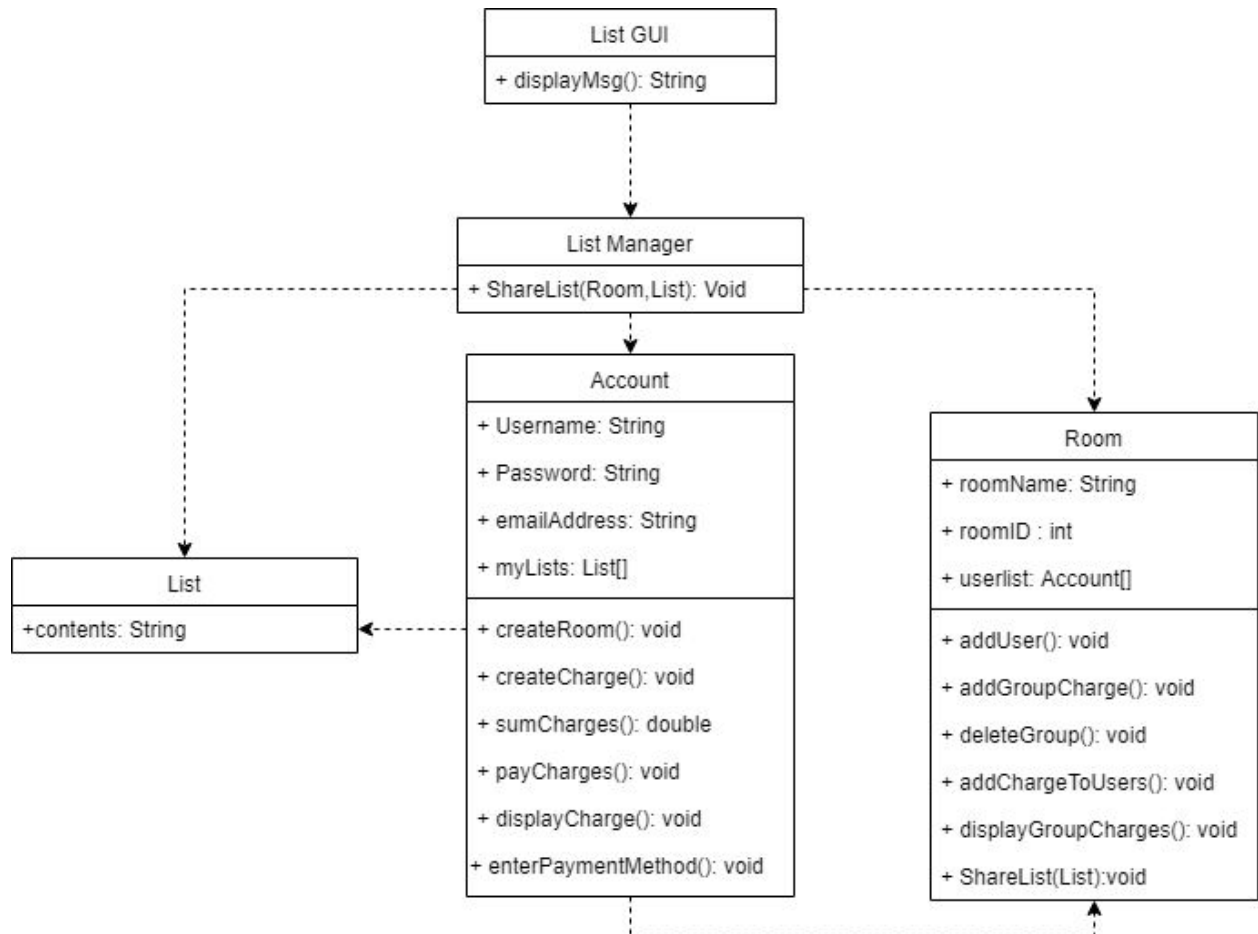 List GUI
+ displayMsg(): String
List Manager
+ ShareList(Room,List): Void
Account
+ Username: String
+ Password: String
+ emailAddress: String
+ myLists: List[]
+ createRoom(): void
+ createCharge(): void
+ sumCharges(): double
+ payCharges(): void
+ displayCharge(): void
+ enterPaymentMethod(): void
List
+contents: String
Room
+ roomName: String
+ roomID : int
+ userlist: Account[]
+ addUser(): void
+ addGroupCharge(): void
+ deleteGroup(): void
+ addChargeToUsers(): void
+ displayGroupCharges(): void
+ ShareList(List):void